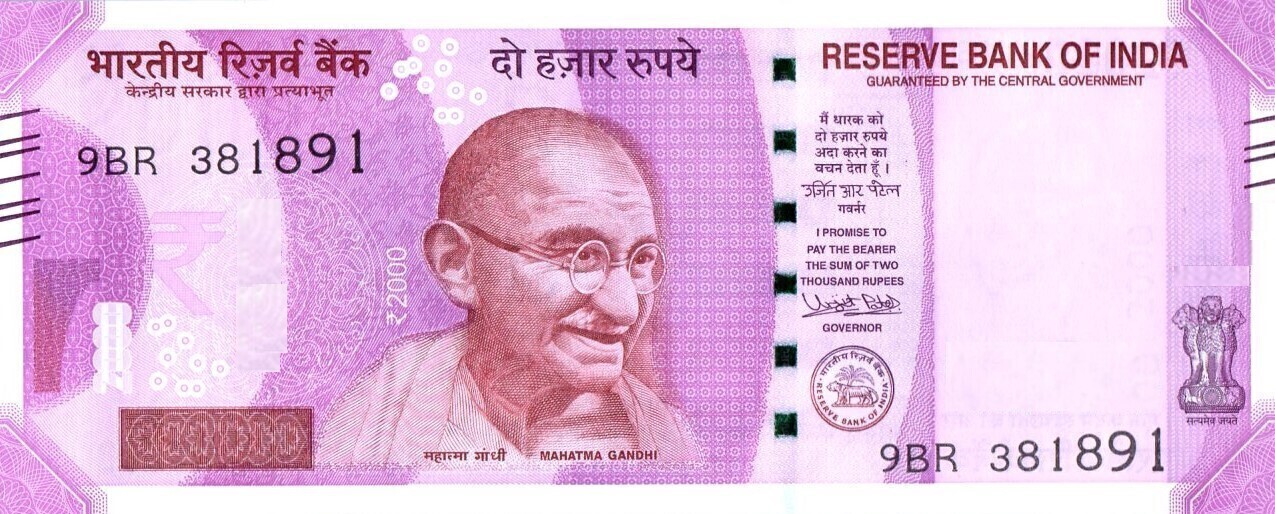 भारतीय रिज़र्व बैंक
केन्द्रीय सरकार द्वारा प्रत्याभूत
9BR 381891
दो हज़ार रुपये
₹
₹2000
महात्मा गांधी MAHATMA GANDHI
RESERVE BANK OF INDIA
GUARANTEED BY THE CENTRAL GOVERNMENT
मैं धारक को
दो हज़ार रुपये
अदा करने का
वचन देता हूँ ।
उर्जित आर पटेल
गवर्नर
I PROMISE TO
PAY THE BEARER
THE SUM OF TWO
THOUSAND RUPEES
Urjit Patel
GOVERNOR
भारतीय रिज़र्व बैंक
RESERVE BANK OF INDIA
सत्यमेव जयते
9BR 381891